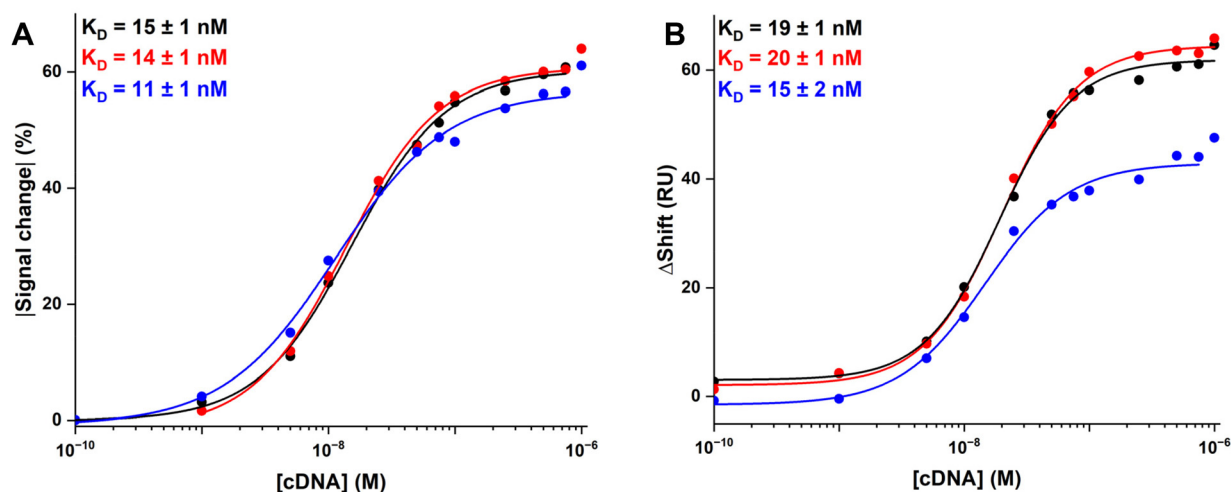 A
K_D = 15 ± 1 nM
K_D = 14 ± 1 nM
K_D = 11 ± 1 nM
|Signal change| (%)
60
40
20
0
10⁻¹⁰
10⁻⁸
10⁻⁶
[cDNA] (M)
B
K_D = 19 ± 1 nM
K_D = 20 ± 1 nM
K_D = 15 ± 2 nM
ΔShift (RU)
60
40
20
0
10⁻¹⁰
10⁻⁸
10⁻⁶
[cDNA] (M)